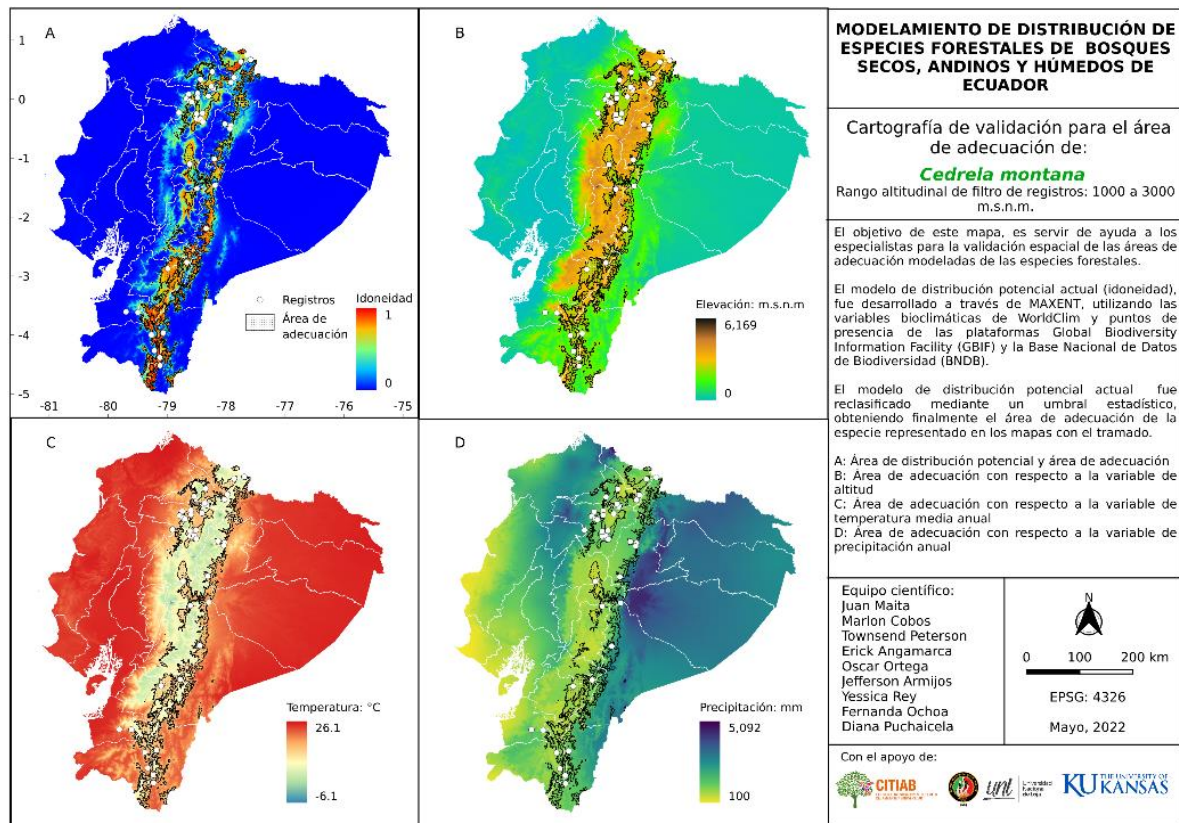 A
1
0
-1
-2
-3
-4
-5
-81
-80
-79
-78
-77
-76
-75
Registros
Área de
adecuación
Idoneidad
1
0
B
Elevación: m.s.n.m
6,169
0
C
Temperatura: °C
26.1
-6.1
D
Precipitación: mm
5,092
100
MODELAMIENTO DE DISTRIBUCIÓN DE
ESPECIES FORESTALES DE BOSQUES
SECOS, ANDINOS Y HÚMEDOS DE
ECUADOR
Cartografía de validación para el área
de adecuación de:
Cedrela montana
Rango altitudinal de filtro de registros: 1000 a 3000
m.s.n.m.
El objetivo de este mapa, es servir de ayuda a los
especialistas para la validación espacial de las áreas de
adecuación modeladas de las especies forestales.
El modelo de distribución potencial actual (idoneidad),
fue desarrollado a través de MAXENT, utilizando las
variables bioclimáticas de WorldClim y puntos de
presencia de las plataformas Global Biodiversity
Information Facility (GBIF) y la Base Nacional de Datos
de Biodiversidad (BNDB).
El modelo de distribución potencial actual fue
reclasificado mediante un umbral estadístico,
obteniendo finalmente el área de adecuación de la
especie representado en los mapas con el tramado.
A: Área de distribución potencial y área de adecuación
B: Área de adecuación con respecto a la variable de
altitud
C: Área de adecuación con respecto a la variable de
temperatura media anual
D: Área de adecuación con respecto a la variable de
precipitación anual
Equipo científico:
Juan Maita
Marlon Cobos
Townsend Peterson
Erick Angamarca
Oscar Ortega
Jefferson Armijos
Yessica Rey
Fernanda Ochoa
Diana Puchaicela
N
0 100 200 km
EPSG: 4326
Mayo, 2022
Con el apoyo de:
CITIAB
unl
Universidad
Nacional
de Loja
KU THE UNIVERSITY OF
KANSAS